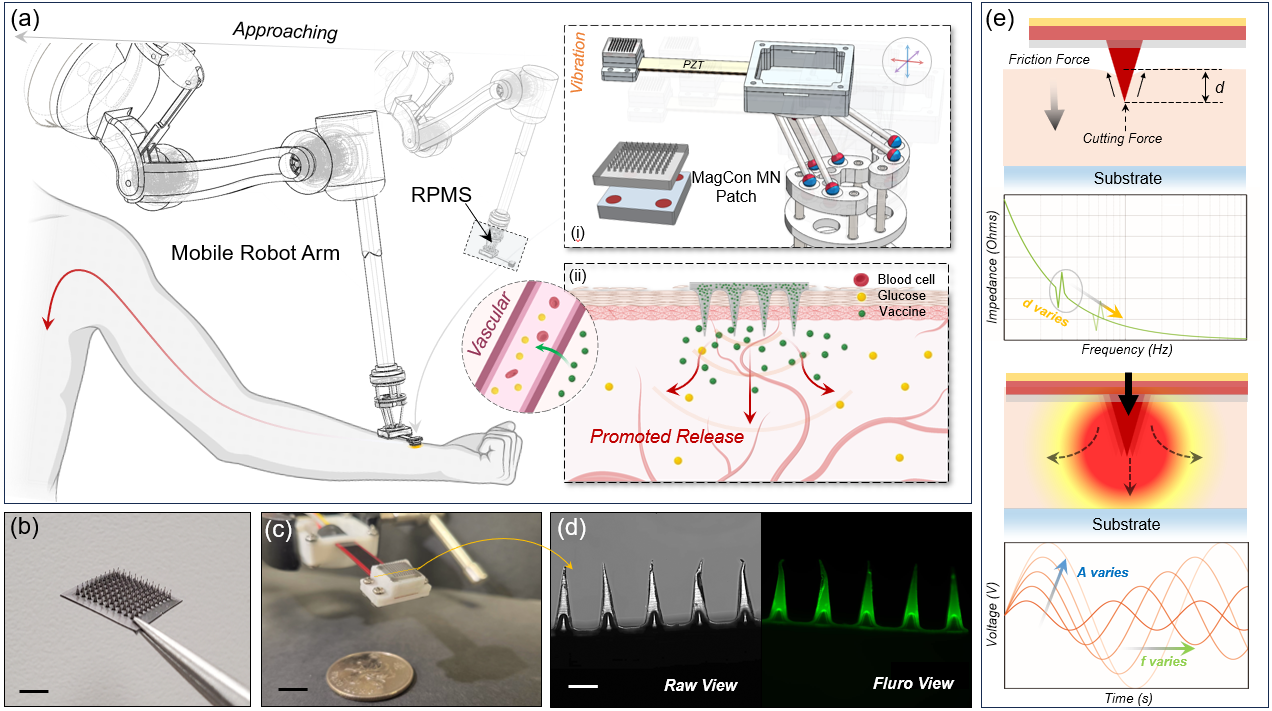 (a)
Approaching
RPMS
Mobile Robot Arm
Vibration
PZT
MagCon MN
Patch
(i)
(ii)
Blood cell
Glucose
Vaccine
Vascular
Promoted Release
(b)
(c)
(d)
Raw View
Fluro View
(e)
Friction Force
d
Cutting Force
Substrate
Impedance (Ohms)
d varies
Frequency (Hz)
Substrate
Voltage (V)
A varies
f varies
Time (s)